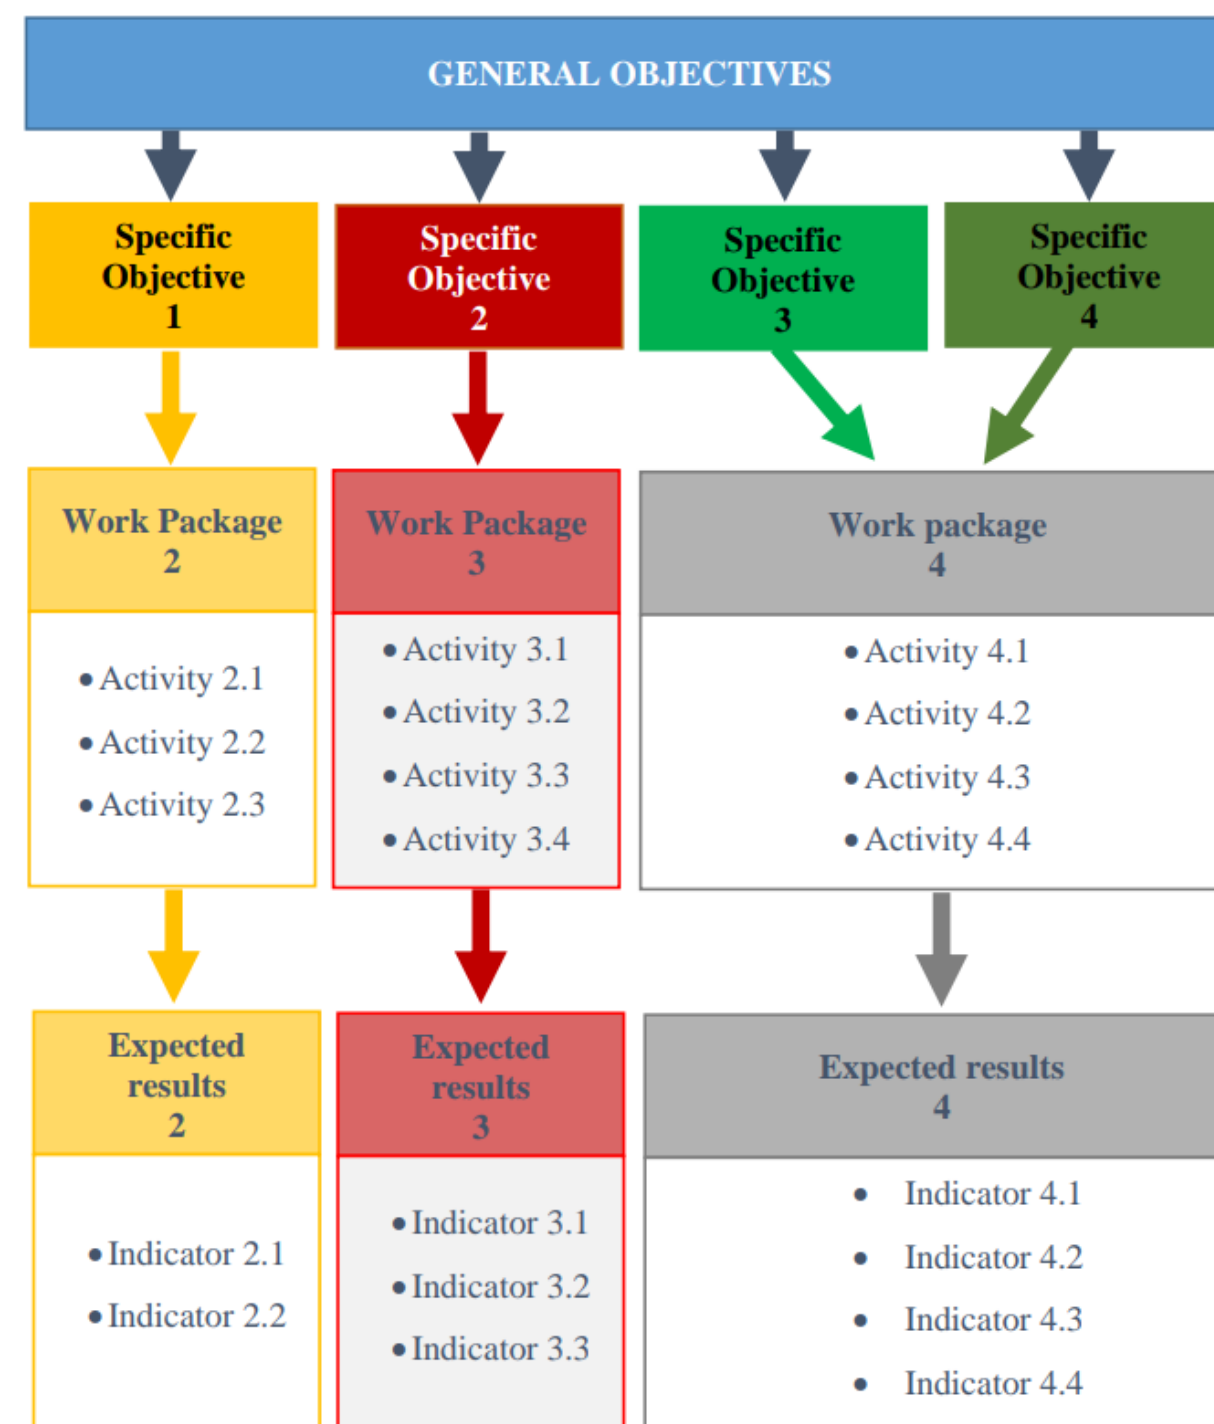 GENERAL OBJECTIVES
Specific
Objective
1
Specific
Objective
2
Specific
Objective
3
Specific
Objective
4
Work Package
2
• Activity 2.1
• Activity 2.2
• Activity 2.3
Work Package
3
• Activity 3.1
• Activity 3.2
• Activity 3.3
• Activity 3.4
Work package
4
• Activity 4.1
• Activity 4.2
• Activity 4.3
• Activity 4.4
Expected
results
2
• Indicator 2.1
• Indicator 2.2
Expected
results
3
• Indicator 3.1
• Indicator 3.2
• Indicator 3.3
Expected results
4
• Indicator 4.1
• Indicator 4.2
• Indicator 4.3
• Indicator 4.4